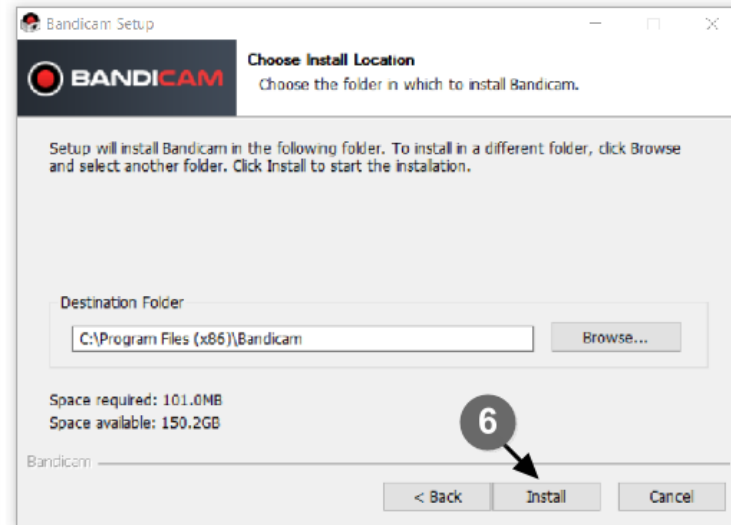 Bandicam Setup
BANDICAM
Choose Install Location
Choose the folder in which to install Bandicam.
Setup will install Bandicam in the following folder. To install in a different folder, click Browse
and select another folder. Click Install to start the installation.
Destination Folder
C:\Program Files (x86)\Bandicam
Browse...
Space required: 101.0MB
Space available: 150.2GB
6
Bandicam
< Back
Install
Cancel